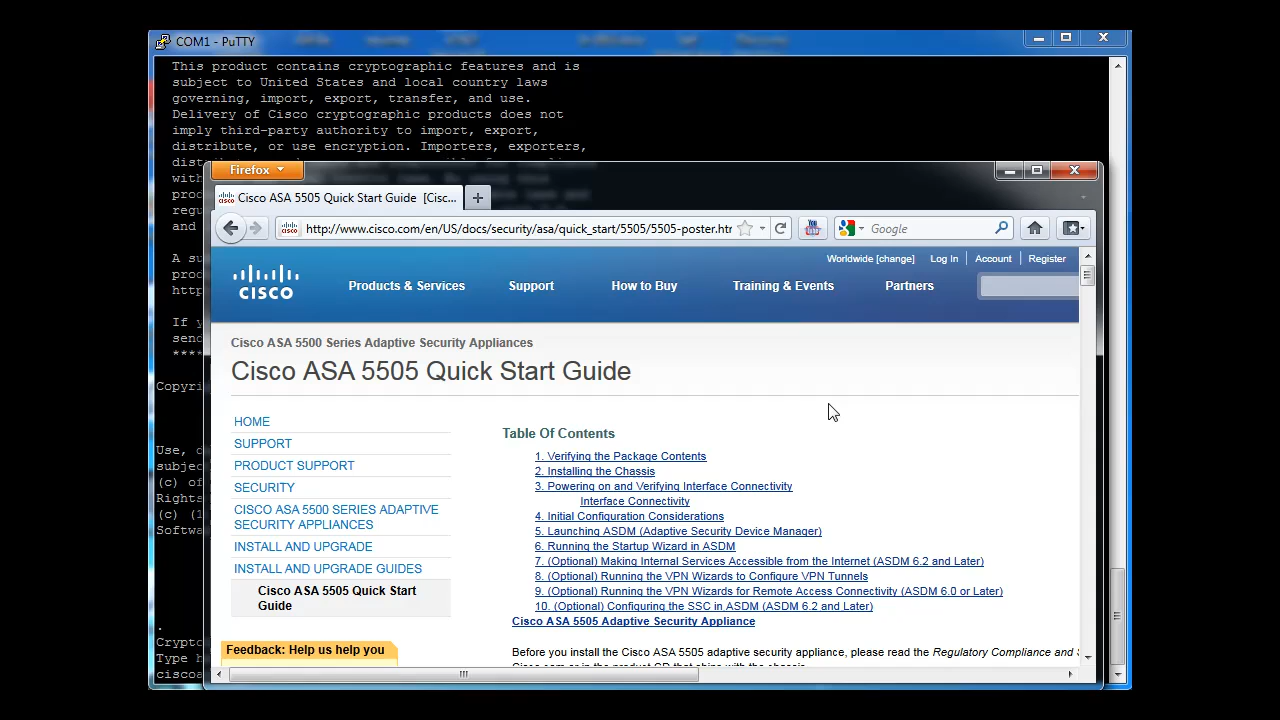 COM1 - PuTTY
This product contains cryptographic features and is
subject to United States and local country laws
governing, import, export, transfer, and use.
Delivery of Cisco cryptographic products does not
imply third-party authority to import, export,
distribute, or use encryption. Importers, exporters,
Firefox
Cisco ASA 5505 Quick Start Guide [Cisc...
http://www.cisco.com/en/US/docs/security/asa/quick_start/5505/5505-poster.htm
Google
Worldwide [change] Log In Account Register
CISCO
Products & Services Support How to Buy Training & Events Partners
Cisco ASA 5500 Series Adaptive Security Appliances
Cisco ASA 5505 Quick Start Guide
HOME
SUPPORT
PRODUCT SUPPORT
SECURITY
CISCO ASA 5500 SERIES ADAPTIVE
SECURITY APPLIANCES
INSTALL AND UPGRADE
INSTALL AND UPGRADE GUIDES
Cisco ASA 5505 Quick Start
Guide
Feedback: Help us help you
Table Of Contents
1. Verifying the Package Contents
2. Installing the Chassis
3. Powering on and Verifying Interface Connectivity
Interface Connectivity
4. Initial Configuration Considerations
5. Launching ASDM (Adaptive Security Device Manager)
6. Running the Startup Wizard in ASDM
7. (Optional) Making Internal Services Accessible from the Internet (ASDM 6.2 and Later)
8. (Optional) Running the VPN Wizards to Configure VPN Tunnels
9. (Optional) Running the VPN Wizards for Remote Access Connectivity (ASDM 6.0 or Later)
10. (Optional) Configuring the SSC in ASDM (ASDM 6.2 and Later)
Cisco ASA 5505 Adaptive Security Appliance
Before you install the Cisco ASA 5505 adaptive security appliance, please read the Regulatory Compliance and